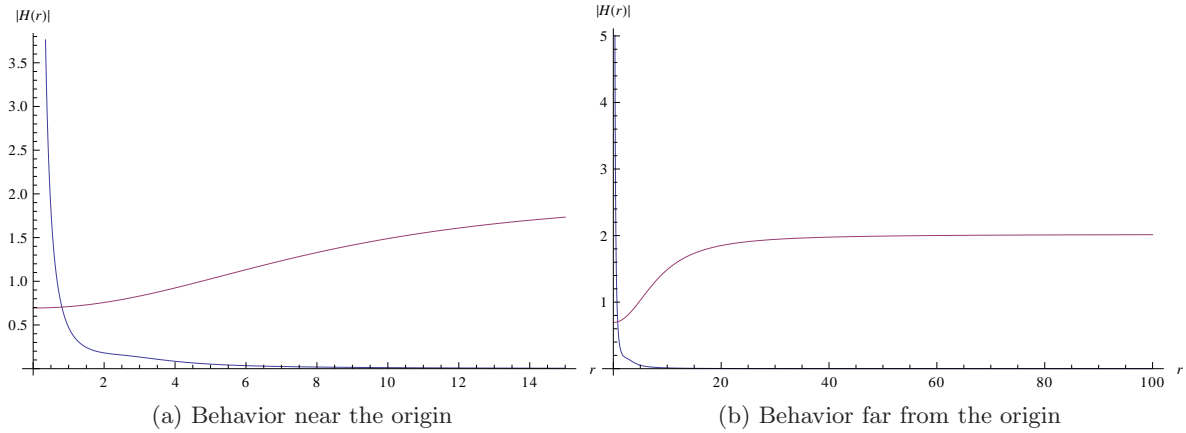 |H(r)|
3.5
3.0
2.5
2.0
1.5
1.0
0.5
2 4 6 8 10 12 14 r
(a) Behavior near the origin
|H(r)|
5
4
3
2
1
20 40 60 80 100 r
(b) Behavior far from the origin